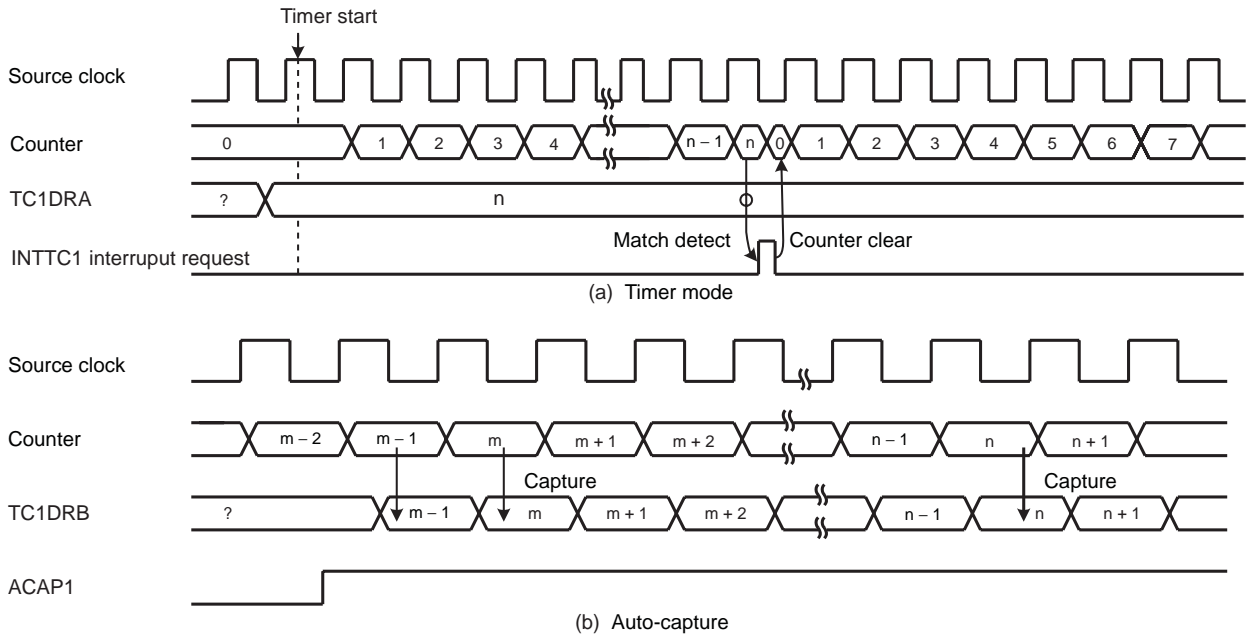 Timer start
Source clock
Counter 0 1 2 3 4 n – 1 n 0 1 2 3 4 5 6 7
TC1DRA ? n
Match detect Counter clear
INTTC1 interruput request
(a) Timer mode
Source clock
Counter m – 2 m – 1 m m + 1 m + 2 n – 1 n n + 1
Capture Capture
TC1DRB ? m – 1 m m + 1 m + 2 n – 1 n n + 1
ACAP1
(b) Auto-capture